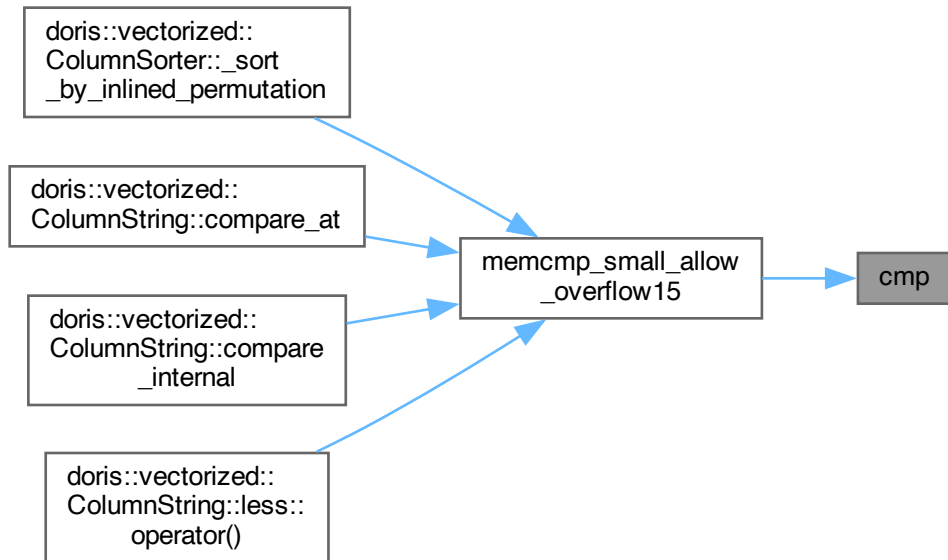 doris::vectorized::
ColumnSorter::_sort
_by_inlined_permutation
doris::vectorized::
ColumnString::compare_at
doris::vectorized::
ColumnString::compare
_internal
doris::vectorized::
ColumnString::less::
operator()
memcmp_small_allow
_overflow15
cmp